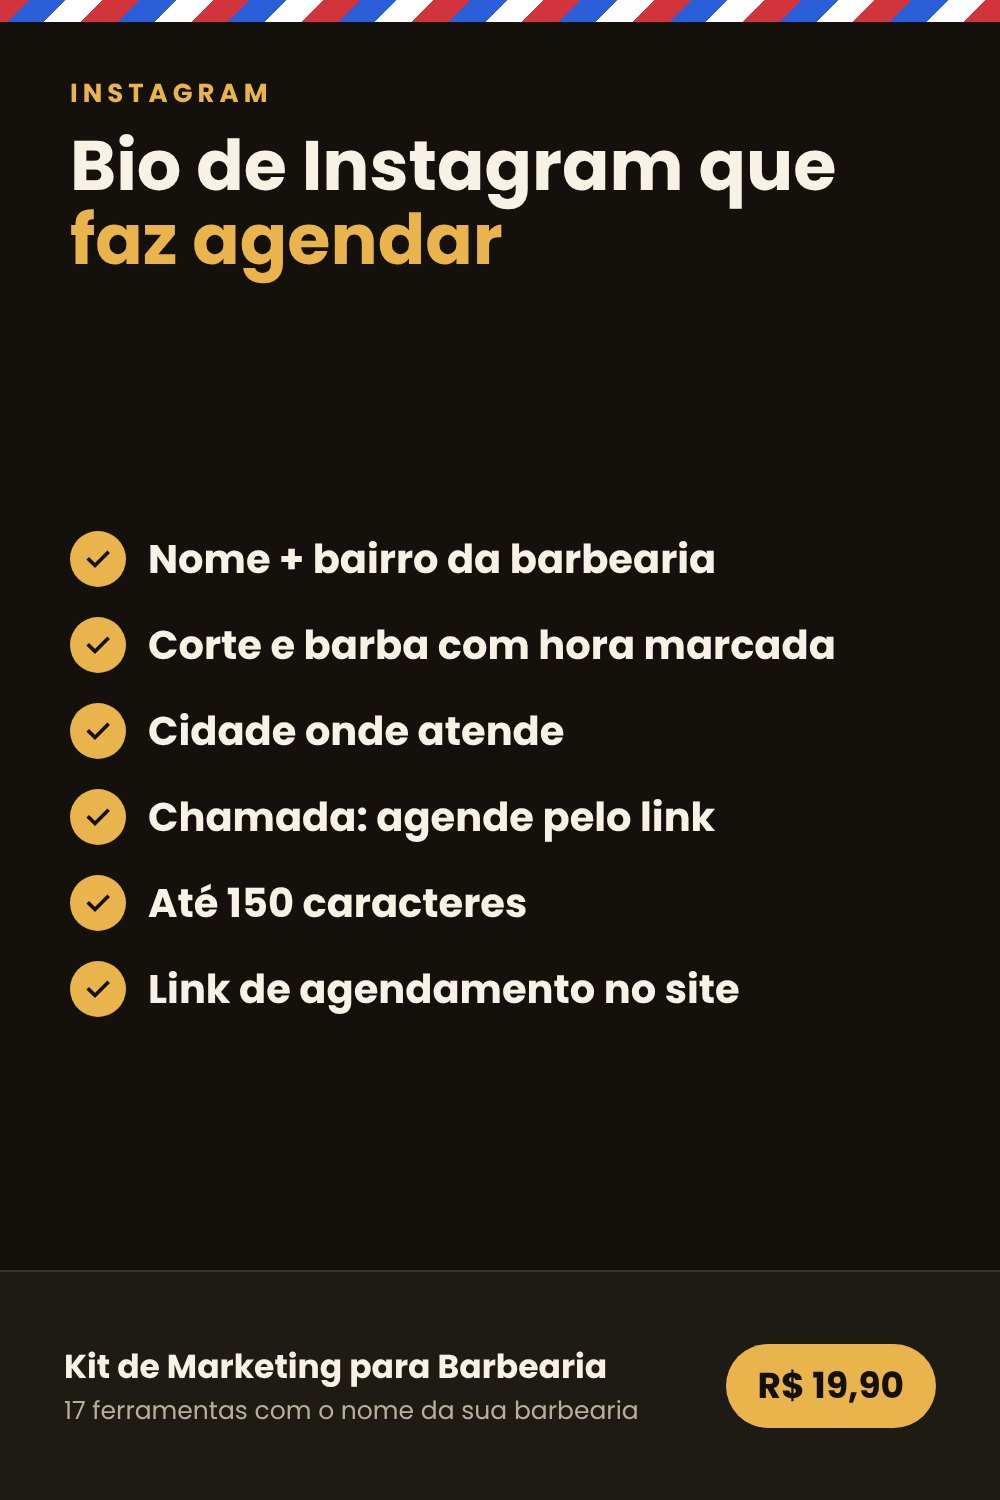 INSTAGRAM
Bio de Instagram que
faz agendar
Nome + bairro da barbearia
Corte e barba com hora marcada
Cidade onde atende
Chamada: agende pelo link
Até 150 caracteres
Link de agendamento no site
Kit de Marketing para Barbearia
17 ferramentas com o nome da sua barbearia
R$ 19,90